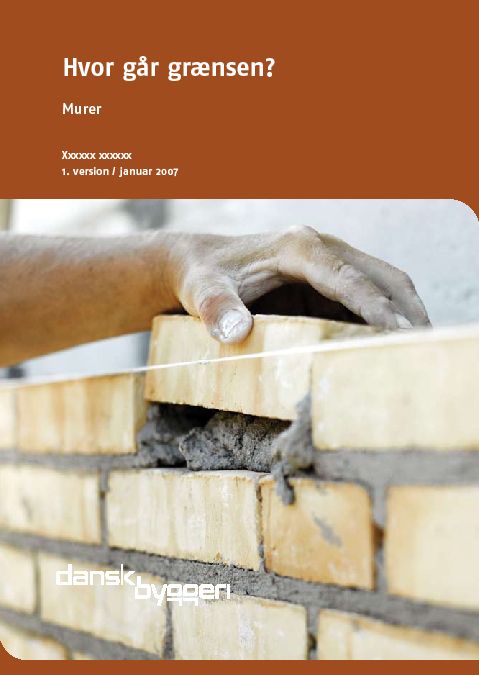 Hvor går grænsen?
Murer
Xxxxxx xxxxxx
1. version / januar 2007
dansk
byggeri